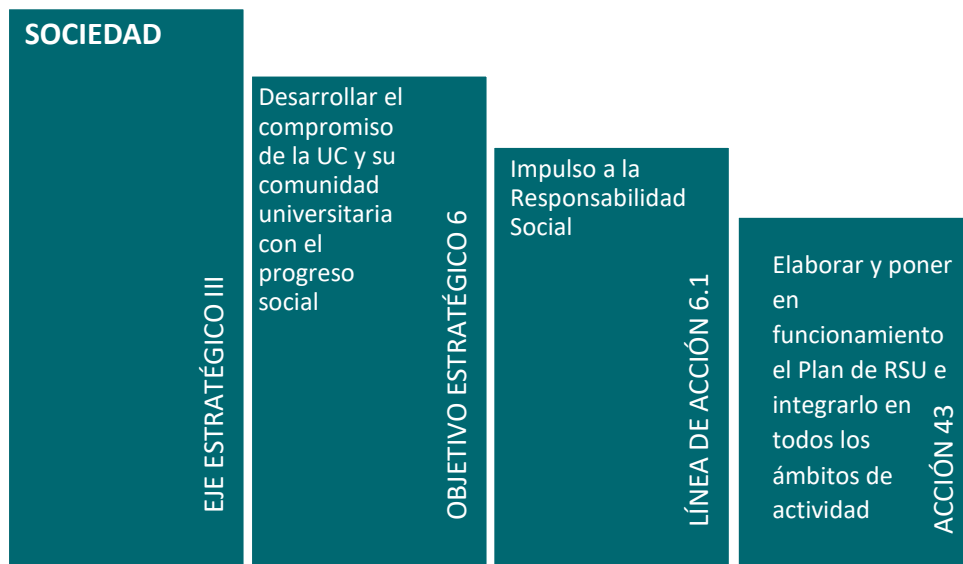 SOCIEDAD
EJE ESTRATÉGICO III
Desarrollar el
compromiso
de la UC y su
comunidad
universitaria
con el
progreso
social
OBJETIVO ESTRATÉGICO 6
Impulso a la
Responsabilidad
Social
LÍNEA DE ACCIÓN 6.1
Elaborar y poner
en
funcionamiento
el Plan de RSU e
integrarlo en
todos los
ámbitos de
actividad
ACCIÓN 43